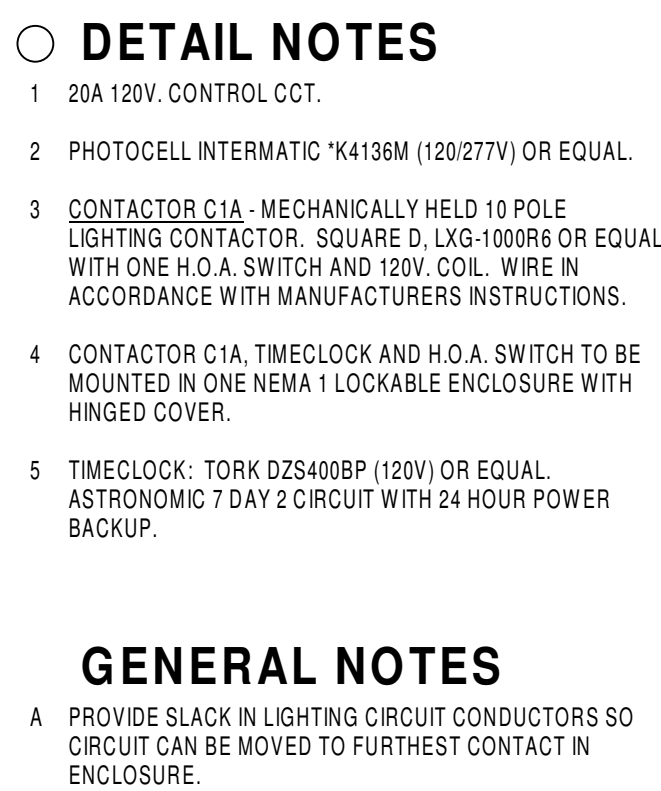 DETAIL NOTES
1 20A 120V. CONTROL CCT.
2 PHOTOCELL INTERMATIC *K4136M (120/277V) OR EQUAL.
3 CONTACTOR C1A - MECHANICALLY HELD 10 POLE
LIGHTING CONTACTOR. SQUARE D, LXG-1000R6 OR EQUAL
WITH ONE H.O.A. SWITCH AND 120V. COIL. WIRE IN
ACCORDANCE WITH MANUFACTURERS INSTRUCTIONS.
4 CONTACTOR C1A, TIMECLOCK AND H.O.A. SWITCH TO BE
MOUNTED IN ONE NEMA 1 LOCKABLE ENCLOSURE WITH
HINGED COVER.
5 TIMECLOCK: TORK DZS400BP (120V) OR EQUAL.
ASTRONOMIC 7 DAY 2 CIRCUIT WITH 24 HOUR POWER
BACKUP.
GENERAL NOTES
A PROVIDE SLACK IN LIGHTING CIRCUIT CONDUCTORS SO
CIRCUIT CAN BE MOVED TO FURTHEST CONTACT IN
ENCLOSURE.